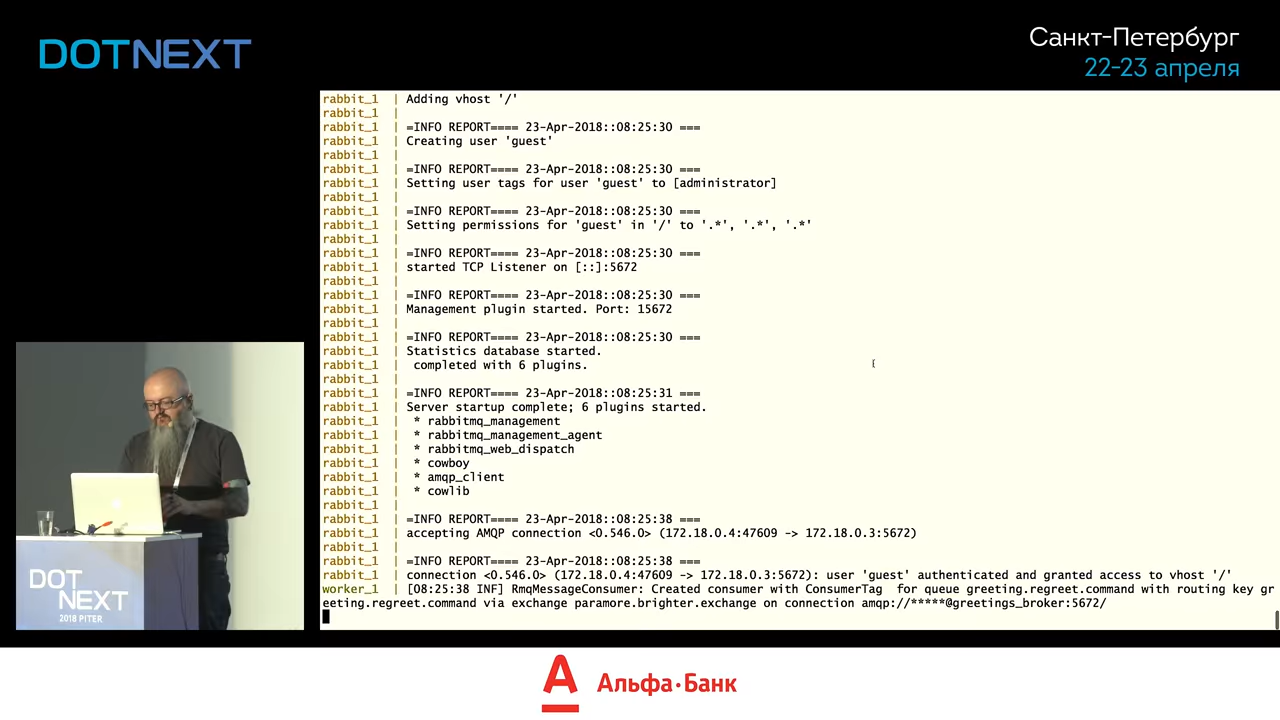 DOTNEXT
Санкт-Петербург
22-23 апреля
rabbit_1 | Adding vhost '/'
rabbit_1 |
rabbit_1 | =INFO REPORT==== 23-Apr-2018::08:25:30 ===
rabbit_1 | Creating user 'guest'
rabbit_1 |
rabbit_1 | =INFO REPORT==== 23-Apr-2018::08:25:30 ===
rabbit_1 | Setting user tags for user 'guest' to [administrator]
rabbit_1 |
rabbit_1 | =INFO REPORT==== 23-Apr-2018::08:25:30 ===
rabbit_1 | Setting permissions for 'guest' in '/' to '.*', '.*', '.*'
rabbit_1 |
rabbit_1 | =INFO REPORT==== 23-Apr-2018::08:25:30 ===
rabbit_1 | started TCP Listener on [::]:5672
rabbit_1 |
rabbit_1 | =INFO REPORT==== 23-Apr-2018::08:25:30 ===
rabbit_1 | Management plugin started. Port: 15672
rabbit_1 |
rabbit_1 | =INFO REPORT==== 23-Apr-2018::08:25:30 ===
rabbit_1 | Statistics database started.
rabbit_1 | completed with 6 plugins.
rabbit_1 |
rabbit_1 | =INFO REPORT==== 23-Apr-2018::08:25:31 ===
rabbit_1 | Server startup complete; 6 plugins started.
rabbit_1 | * rabbitmq_management
rabbit_1 | * rabbitmq_management_agent
rabbit_1 | * rabbitmq_web_dispatch
rabbit_1 | * cowboy
rabbit_1 | * amqp_client
rabbit_1 | * cowlib
rabbit_1 |
rabbit_1 | =INFO REPORT==== 23-Apr-2018::08:25:38 ===
rabbit_1 | accepting AMQP connection <0.546.0> (172.18.0.4:47609 -> 172.18.0.3:5672)
rabbit_1 |
rabbit_1 | =INFO REPORT==== 23-Apr-2018::08:25:38 ===
rabbit_1 | connection <0.546.0> (172.18.0.4:47609 -> 172.18.0.3:5672): user 'guest' authenticated and granted access to vhost '/'
worker_1 | [08:25:38 INF] RmqMessageConsumer: Created consumer with ConsumerTag  for queue greeting.regreet.command with routing key gr
eeting.regreet.command via exchange paramore.brighter.exchange on connection amqp://*****@greetings_broker:5672/
DOT
NEXT
2018 PITER
Альфа·Банк